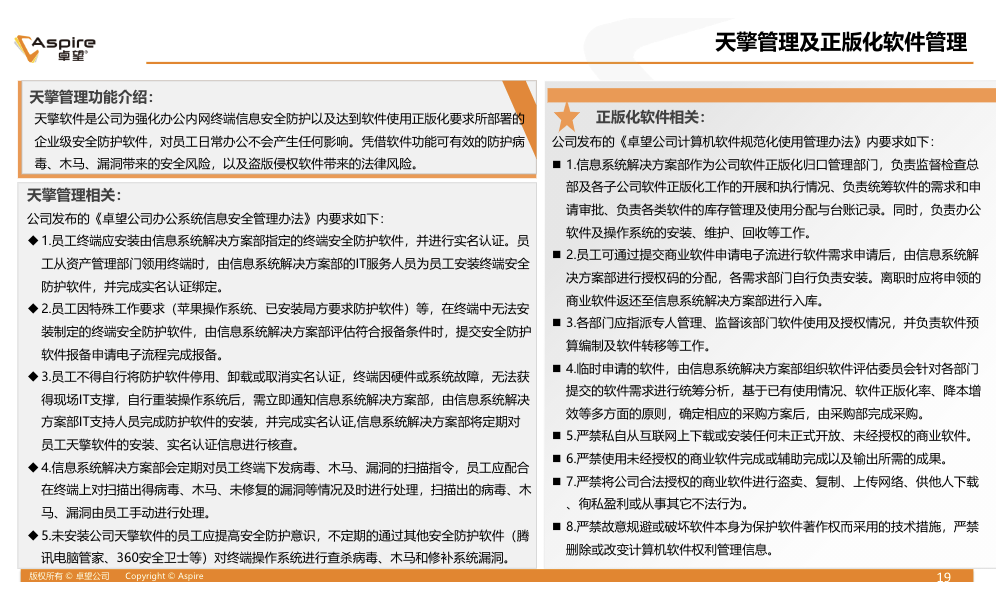 Aspire
卓望
天擎管理及正版化软件管理
天擎管理功能介绍：
天擎软件是公司为强化办公内网终端信息安全防护以及达到软件使用正版化要求所部署的
企业级安全防护软件，对员工日常办公不会产生任何影响。凭借软件功能可有效的防护病
毒、木马、漏洞带来的安全风险，以及盗版侵权软件带来的法律风险。
天擎管理相关：
公司发布的《卓望公司办公系统信息安全管理办法》内要求如下：
◆1.员工终端应安装由信息系统解决方案部指定的终端安全防护软件，并进行实名认证。员
工从资产管理部门领用终端时，由信息系统解决方案部的IT服务人员为员工安装终端安全
防护软件，并完成实名认证绑定。
◆2.员工因特殊工作要求（苹果操作系统、已安装局方要求防护软件）等，在终端中无法安
装制定的终端安全防护软件，由信息系统解决方案部评估符合报备条件时，提交安全防护
软件报备申请电子流程完成报备。
◆3.员工不得自行将防护软件停用、卸载或取消实名认证，终端因硬件或系统故障，无法获
得现场IT支撑，自行重装操作系统后，需立即通知信息系统解决方案部，由信息系统解决
方案部IT支持人员完成防护软件的安装，并完成实名认证,信息系统解决方案部将定期对
员工天擎软件的安装、实名认证信息进行核查。
◆4.信息系统解决方案部会定期对员工终端下发病毒、木马、漏洞的扫描指令，员工应配合
在终端上对扫描出得病毒、木马、未修复的漏洞等情况及时进行处理，扫描出的病毒、木
马、漏洞由员工手动进行处理。
◆5.未安装公司天擎软件的员工应提高安全防护意识，不定期的通过其他安全防护软件（腾
讯电脑管家、360安全卫士等）对终端操作系统进行查杀病毒、木马和修补系统漏洞。
正版化软件相关：
公司发布的《卓望公司计算机软件规范化使用管理办法》内要求如下：
■ 1.信息系统解决方案部作为公司软件正版化归口管理部门，负责监督检查总
部及各子公司软件正版化工作的开展和执行情况、负责统筹软件的需求和申
请审批、负责各类软件的库存管理及使用分配与台账记录。同时，负责办公
软件及操作系统的安装、维护、回收等工作。
■ 2.员工可通过提交商业软件申请电子流进行软件需求申请后，由信息系统解
决方案部进行授权码的分配，各需求部门自行负责安装。离职时应将申领的
商业软件返还至信息系统解决方案部进行入库。
■ 3.各部门应指派专人管理、监督该部门软件使用及授权情况，并负责软件预
算编制及软件转移等工作。
■ 4.临时申请的软件，由信息系统解决方案部组织软件评估委员会针对各部门
提交的软件需求进行统筹分析，基于已有使用情况、软件正版化率、降本增
效等多方面的原则，确定相应的采购方案后，由采购部完成采购。
■ 5.严禁私自从互联网上下载或安装任何未正式开放、未经授权的商业软件。
■ 6.严禁使用未经授权的商业软件完成或辅助完成以及输出所需的成果。
■ 7.严禁将公司合法授权的商业软件进行盗卖、复制、上传网络、供他人下载
、徇私盈利或从事其它不法行为。
■ 8.严禁故意规避或破坏软件本身为保护软件著作权而采用的技术措施，严禁
删除或改变计算机软件权利管理信息。
版权所有 © 卓望公司 Copyright © Aspire
19